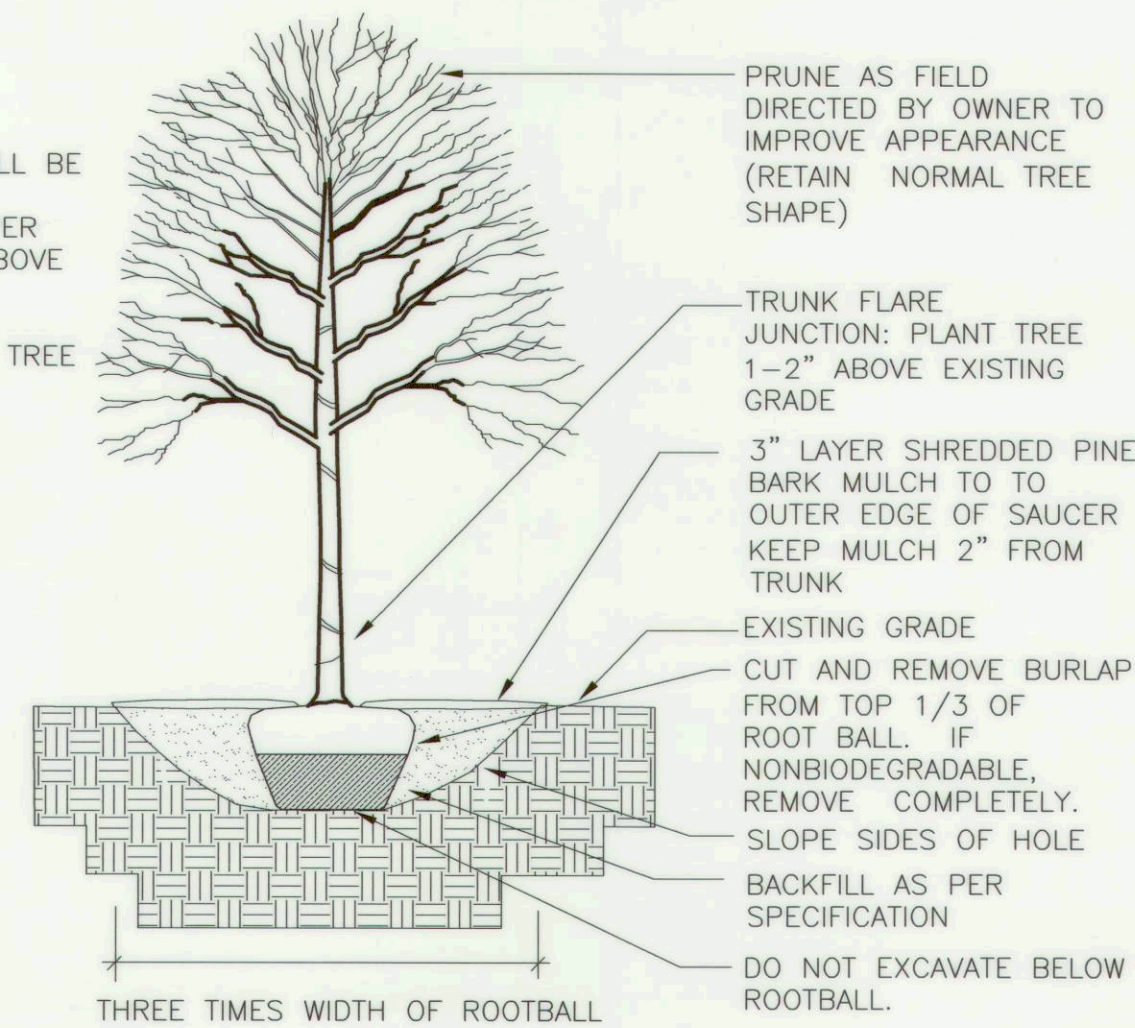 LL BE
ER
BOVE
TREE
PRUNE AS FIELD
DIRECTED BY OWNER TO
IMPROVE APPEARANCE
(RETAIN NORMAL TREE
SHAPE)
TRUNK FLARE
JUNCTION: PLANT TREE
1-2" ABOVE EXISTING
GRADE
3" LAYER SHREDDED PINE
BARK MULCH TO TO
OUTER EDGE OF SAUCER
KEEP MULCH 2" FROM
TRUNK
EXISTING GRADE
CUT AND REMOVE BURLAP
FROM TOP 1/3 OF
ROOT BALL. IF
NONBIODEGRADABLE,
REMOVE COMPLETELY.
SLOPE SIDES OF HOLE
BACKFILL AS PER
SPECIFICATION
DO NOT EXCAVATE BELOW
ROOTBALL.
THREE TIMES WIDTH OF ROOTBALL